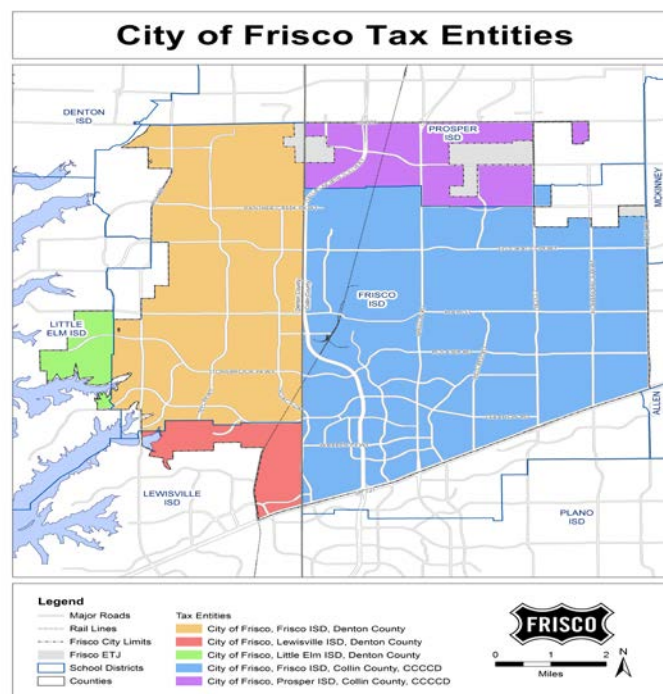 City of Frisco Tax Entities
DENTON
ISD
PROSPER
ISD
MCKINNEY
FRISCO
ISD
LITTLE
ELM ISD
ALLEN
LEWISVILLE
ISD
PLANO
ISD
Legend
Major Roads
Rail Lines
Frisco City Limits
Frisco ETJ
School Districts
Counties
Tax Entities
City of Frisco, Frisco ISD, Denton County
City of Frisco, Lewisville ISD, Denton County
City of Frisco, Little Elm ISD, Denton County
City of Frisco, Frisco ISD, Collin County, CCCCD
City of Frisco, Prosper ISD, Collin County, CCCCD
FRISCO
0 1 2
Miles
N